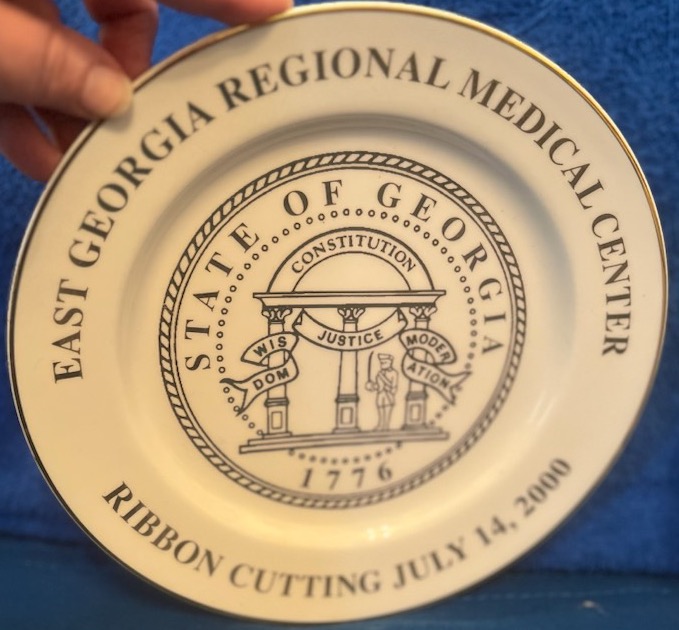 EAST GEORGIA REGIONAL MEDICAL CENTER
STATE OF GEORGIA
CONSTITUTION
JUSTICE
WIS
DOM
MODER
ATION
1776
RIBBON CUTTING JULY 14, 2000